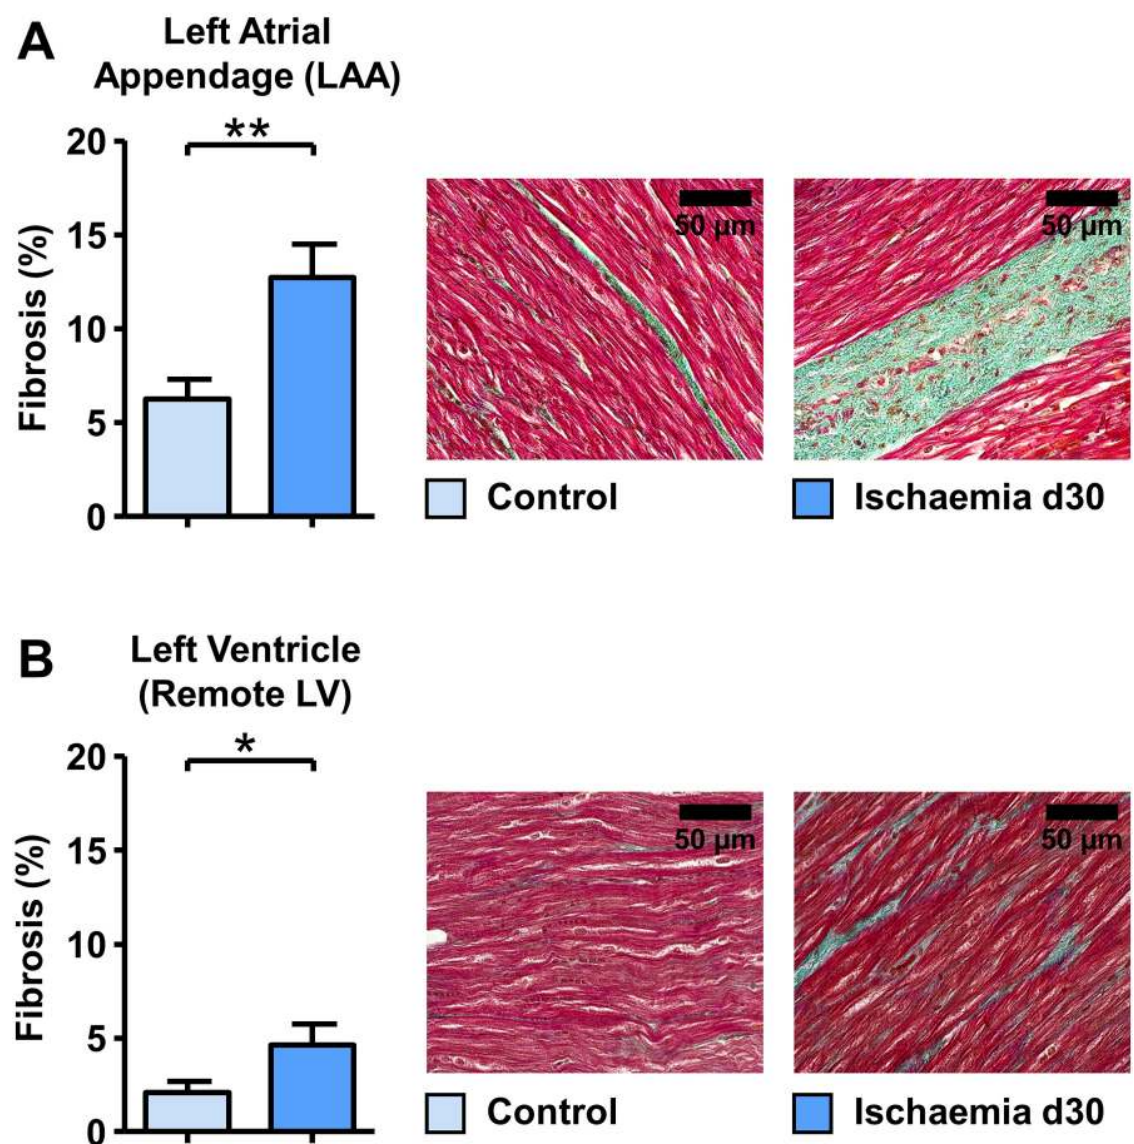 A
Left Atrial
Appendage (LAA)
20
**
15
10
5
0
Fibrosis (%)
50 µm
50 µm
Control
Ischaemia d30
B
Left Ventricle
(Remote LV)
20
*
15
10
5
0
Fibrosis (%)
50 µm
50 µm
Control
Ischaemia d30